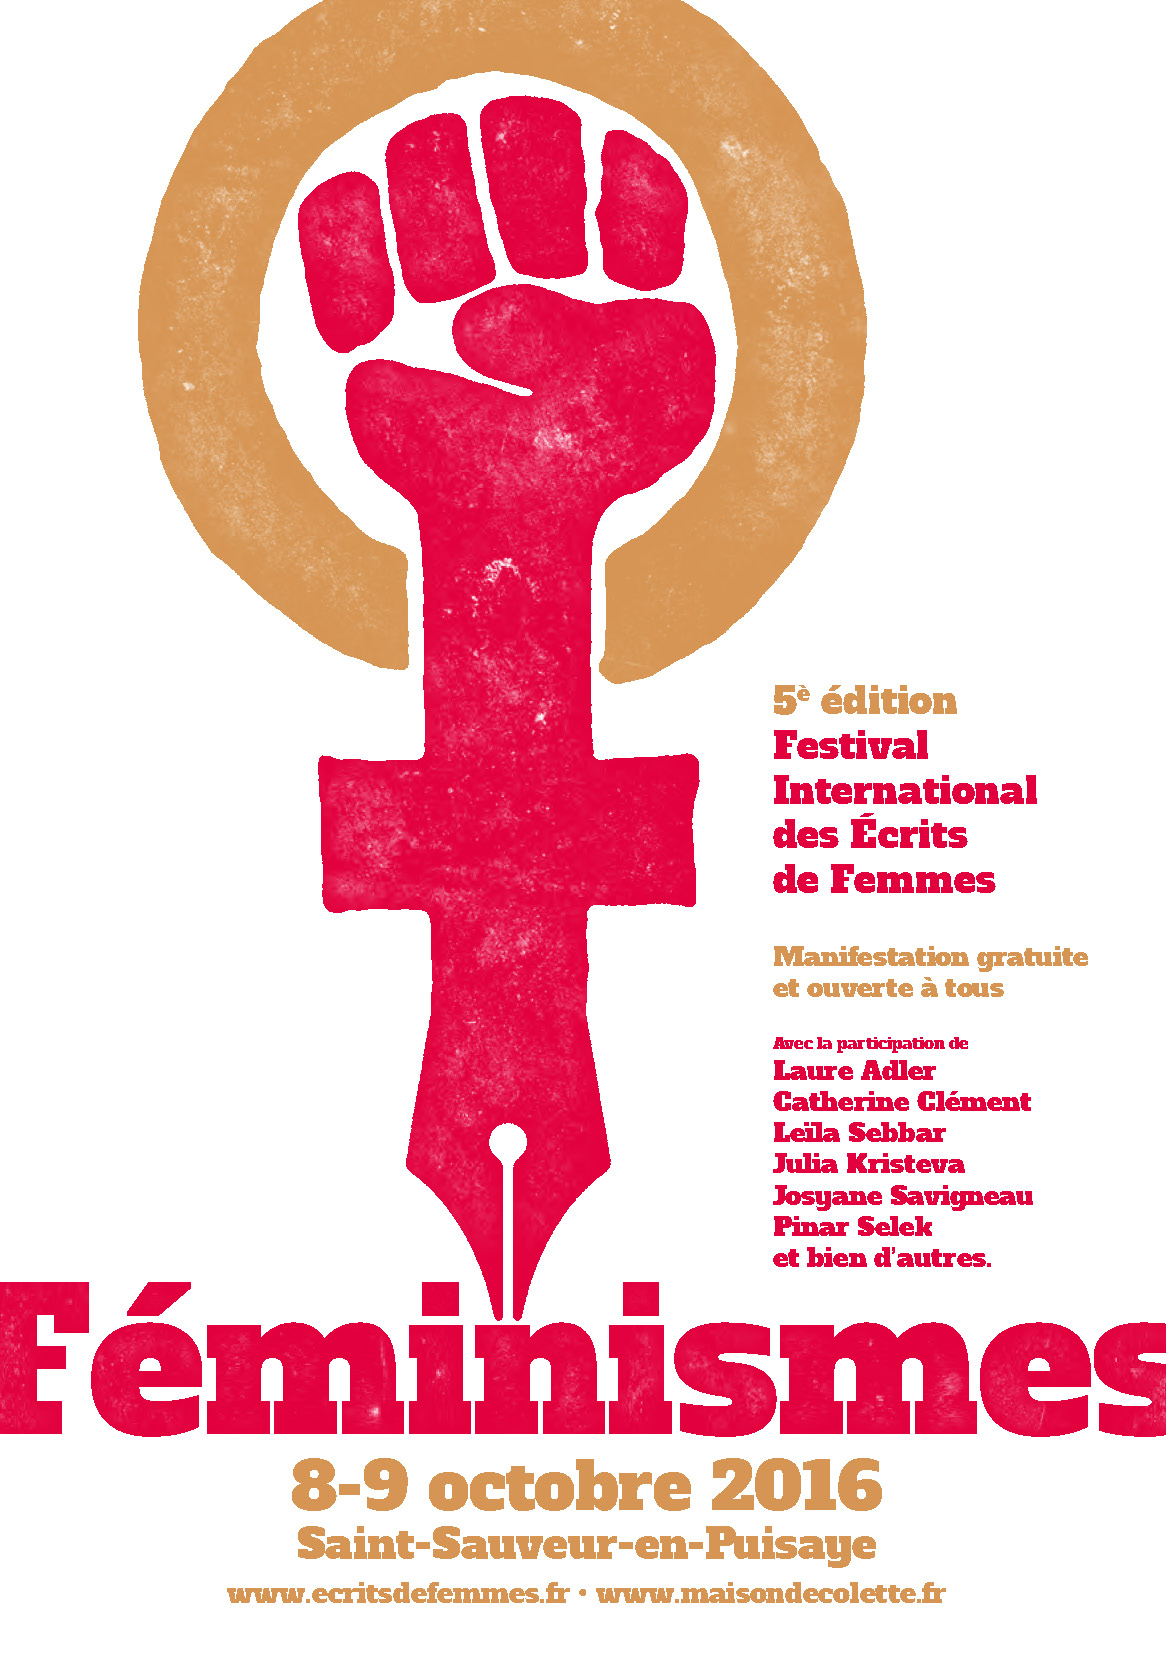 5è édition
Festival
International
des Écrits
de Femmes
Manifestation gratuite
et ouverte à tous
Avec la participation de
Laure Adler
Catherine Clément
Leïla Sebbar
Julia Kristeva
Josyane Savigneau
Pinar Selek
et bien d'autres.
Féminismes
8-9 octobre 2016
Saint-Sauveur-en-Puisaye
www.ecritsdefemmes.fr • www.maisondecolette.fr